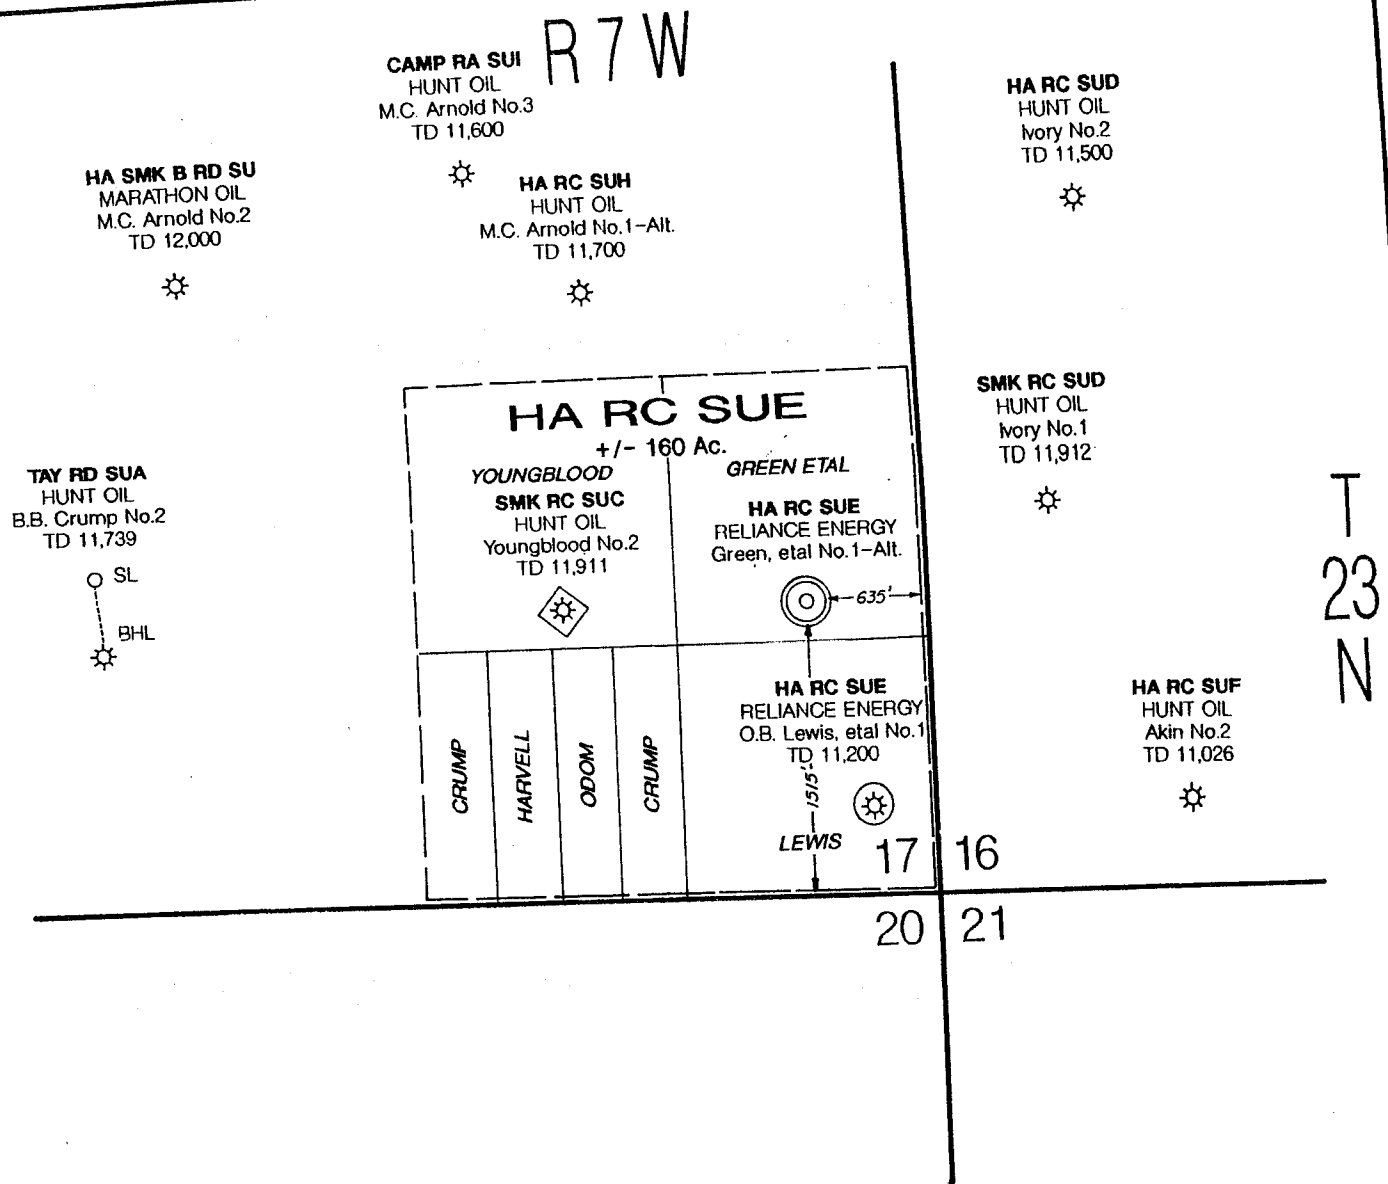 R 7 W
CAMP RA SUI
HUNT OIL
M.C. Arnold No.3
TD 11,600
HA RC SUD
HUNT OIL
Ivory No.2
TD 11,500
HA SMK B RD SU
MARATHON OIL
M.C. Arnold No.2
TD 12,000
HA RC SUH
HUNT OIL
M.C. Arnold No.1-Alt.
TD 11,700
HA RC SUE
+/- 160 Ac.
SMK RC SUD
HUNT OIL
Ivory No.1
TD 11,912
TAY RD SUA
HUNT OIL
B.B. Crump No.2
TD 11,739
SL
BHL
YOUNGBLOOD
SMK RC SUC
HUNT OIL
Youngblood No.2
TD 11,911
GREEN ETAL
HA RC SUE
RELIANCE ENERGY
Green, etal No.1-Alt.
635'
T
23
N
CRUMP
HARVELL
ODOM
CRUMP
HA RC SUE
RELIANCE ENERGY
O.B. Lewis, etal No.1
TD 11,200
1515'
LEWIS
HA RC SUF
HUNT OIL
Akin No.2
TD 11,026
17 16
20 21